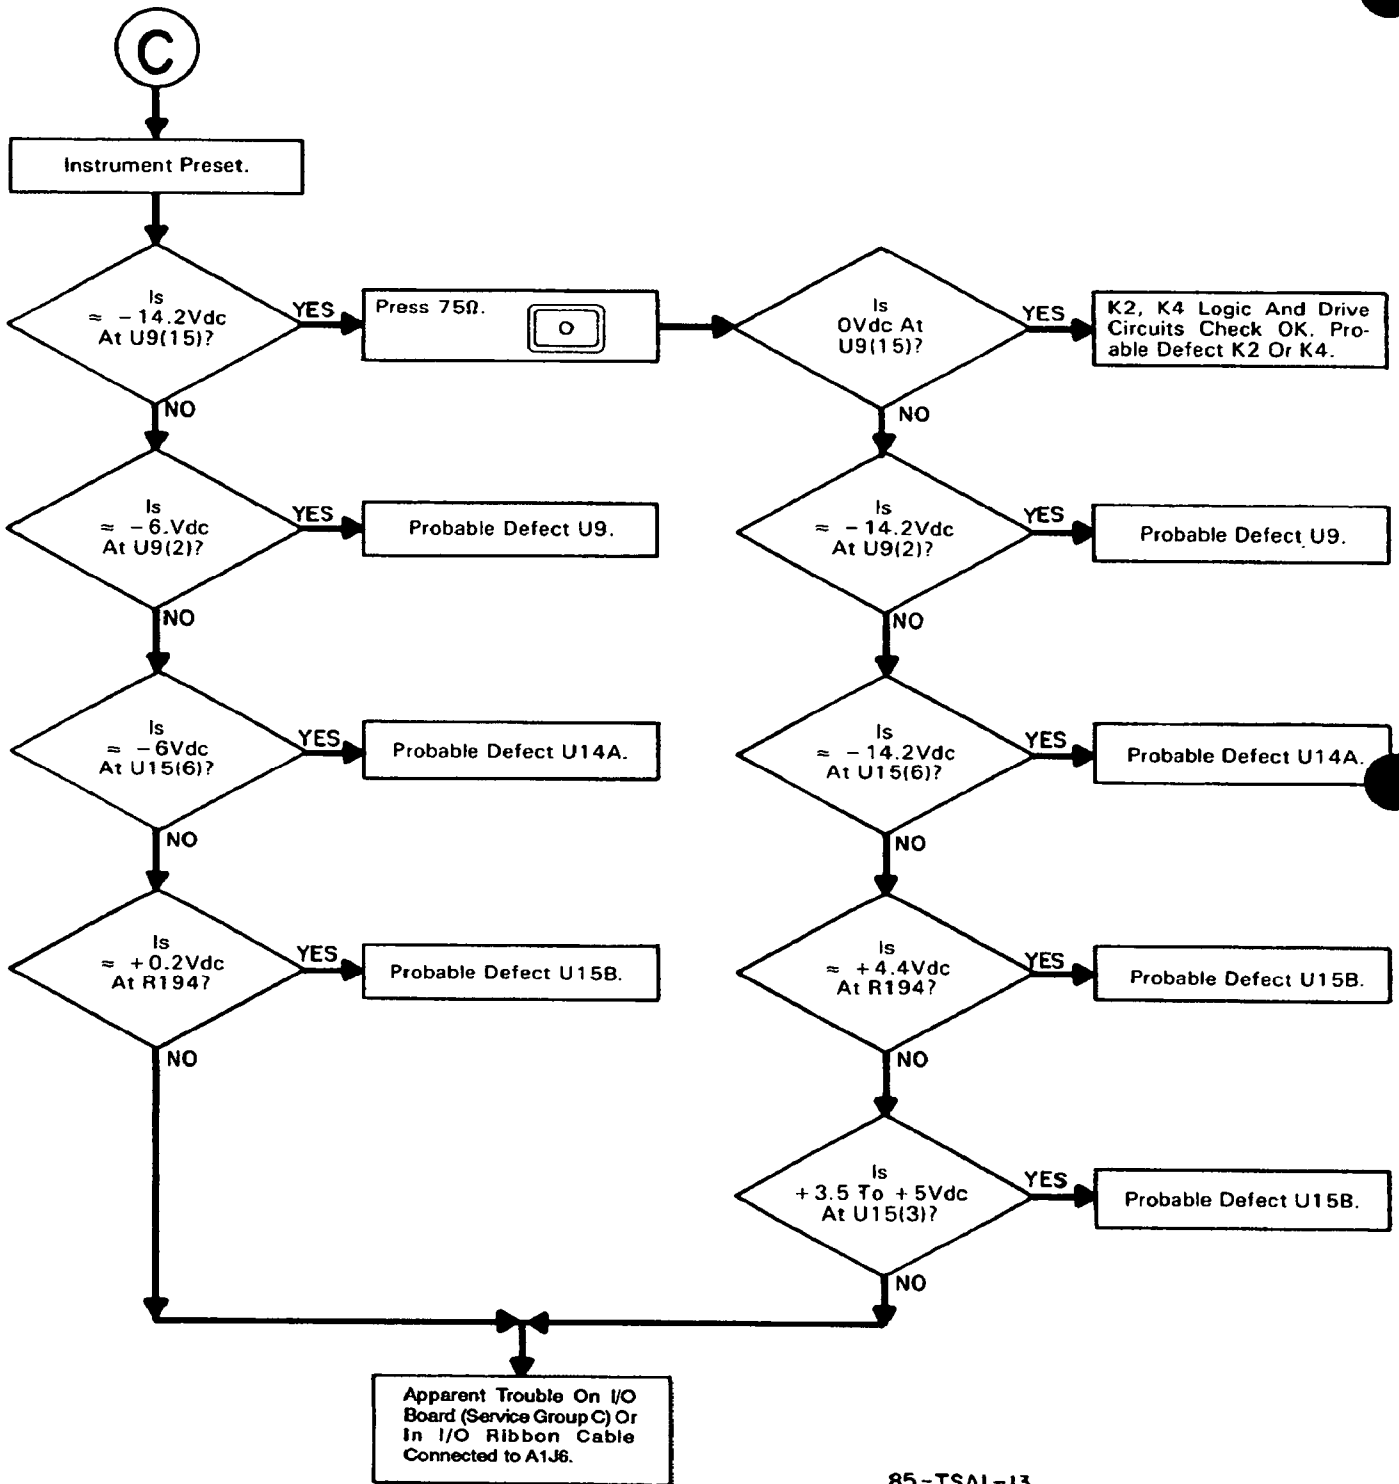 C
Instrument Preset.
Is
≈ -14.2Vdc
At U9(15)?
YES
Press 75Ω.
Is
0Vdc At
U9(15)?
YES
K2, K4 Logic And Drive
Circuits Check OK. Pro-
able Defect K2 Or K4.
NO
NO
Is
≈ -6.Vdc
At U9(2)?
YES
Probable Defect U9.
Is
≈ -14.2Vdc
At U9(2)?
YES
Probable Defect U9.
NO
NO
Is
≈ -6Vdc
At U15(6)?
YES
Probable Defect U14A.
Is
≈ -14.2Vdc
At U15(6)?
YES
Probable Defect U14A.
NO
NO
Is
≈ +0.2Vdc
At R194?
YES
Probable Defect U15B.
Is
≈ +4.4Vdc
At R194?
YES
Probable Defect U15B.
NO
NO
Is
+3.5 To +5Vdc
At U15(3)?
YES
Probable Defect U15B.
NO
Apparent Trouble On I/O
Board (Service Group C) Or
In I/O Ribbon Cable
Connected to A1J6.
85-TSA1-13